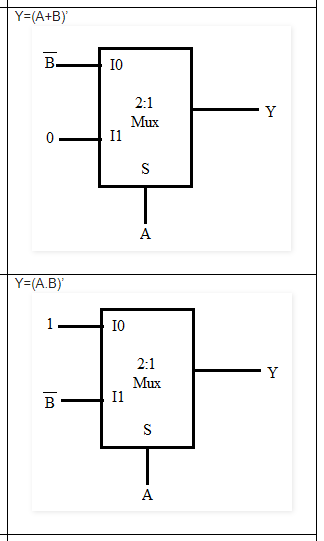 Y=(A+B)'
B̅ I0
2:1
Mux
Y
0 I1
S
A
Y=(A.B)'
1 I0
2:1
Mux
Y
B̅ I1
S
A